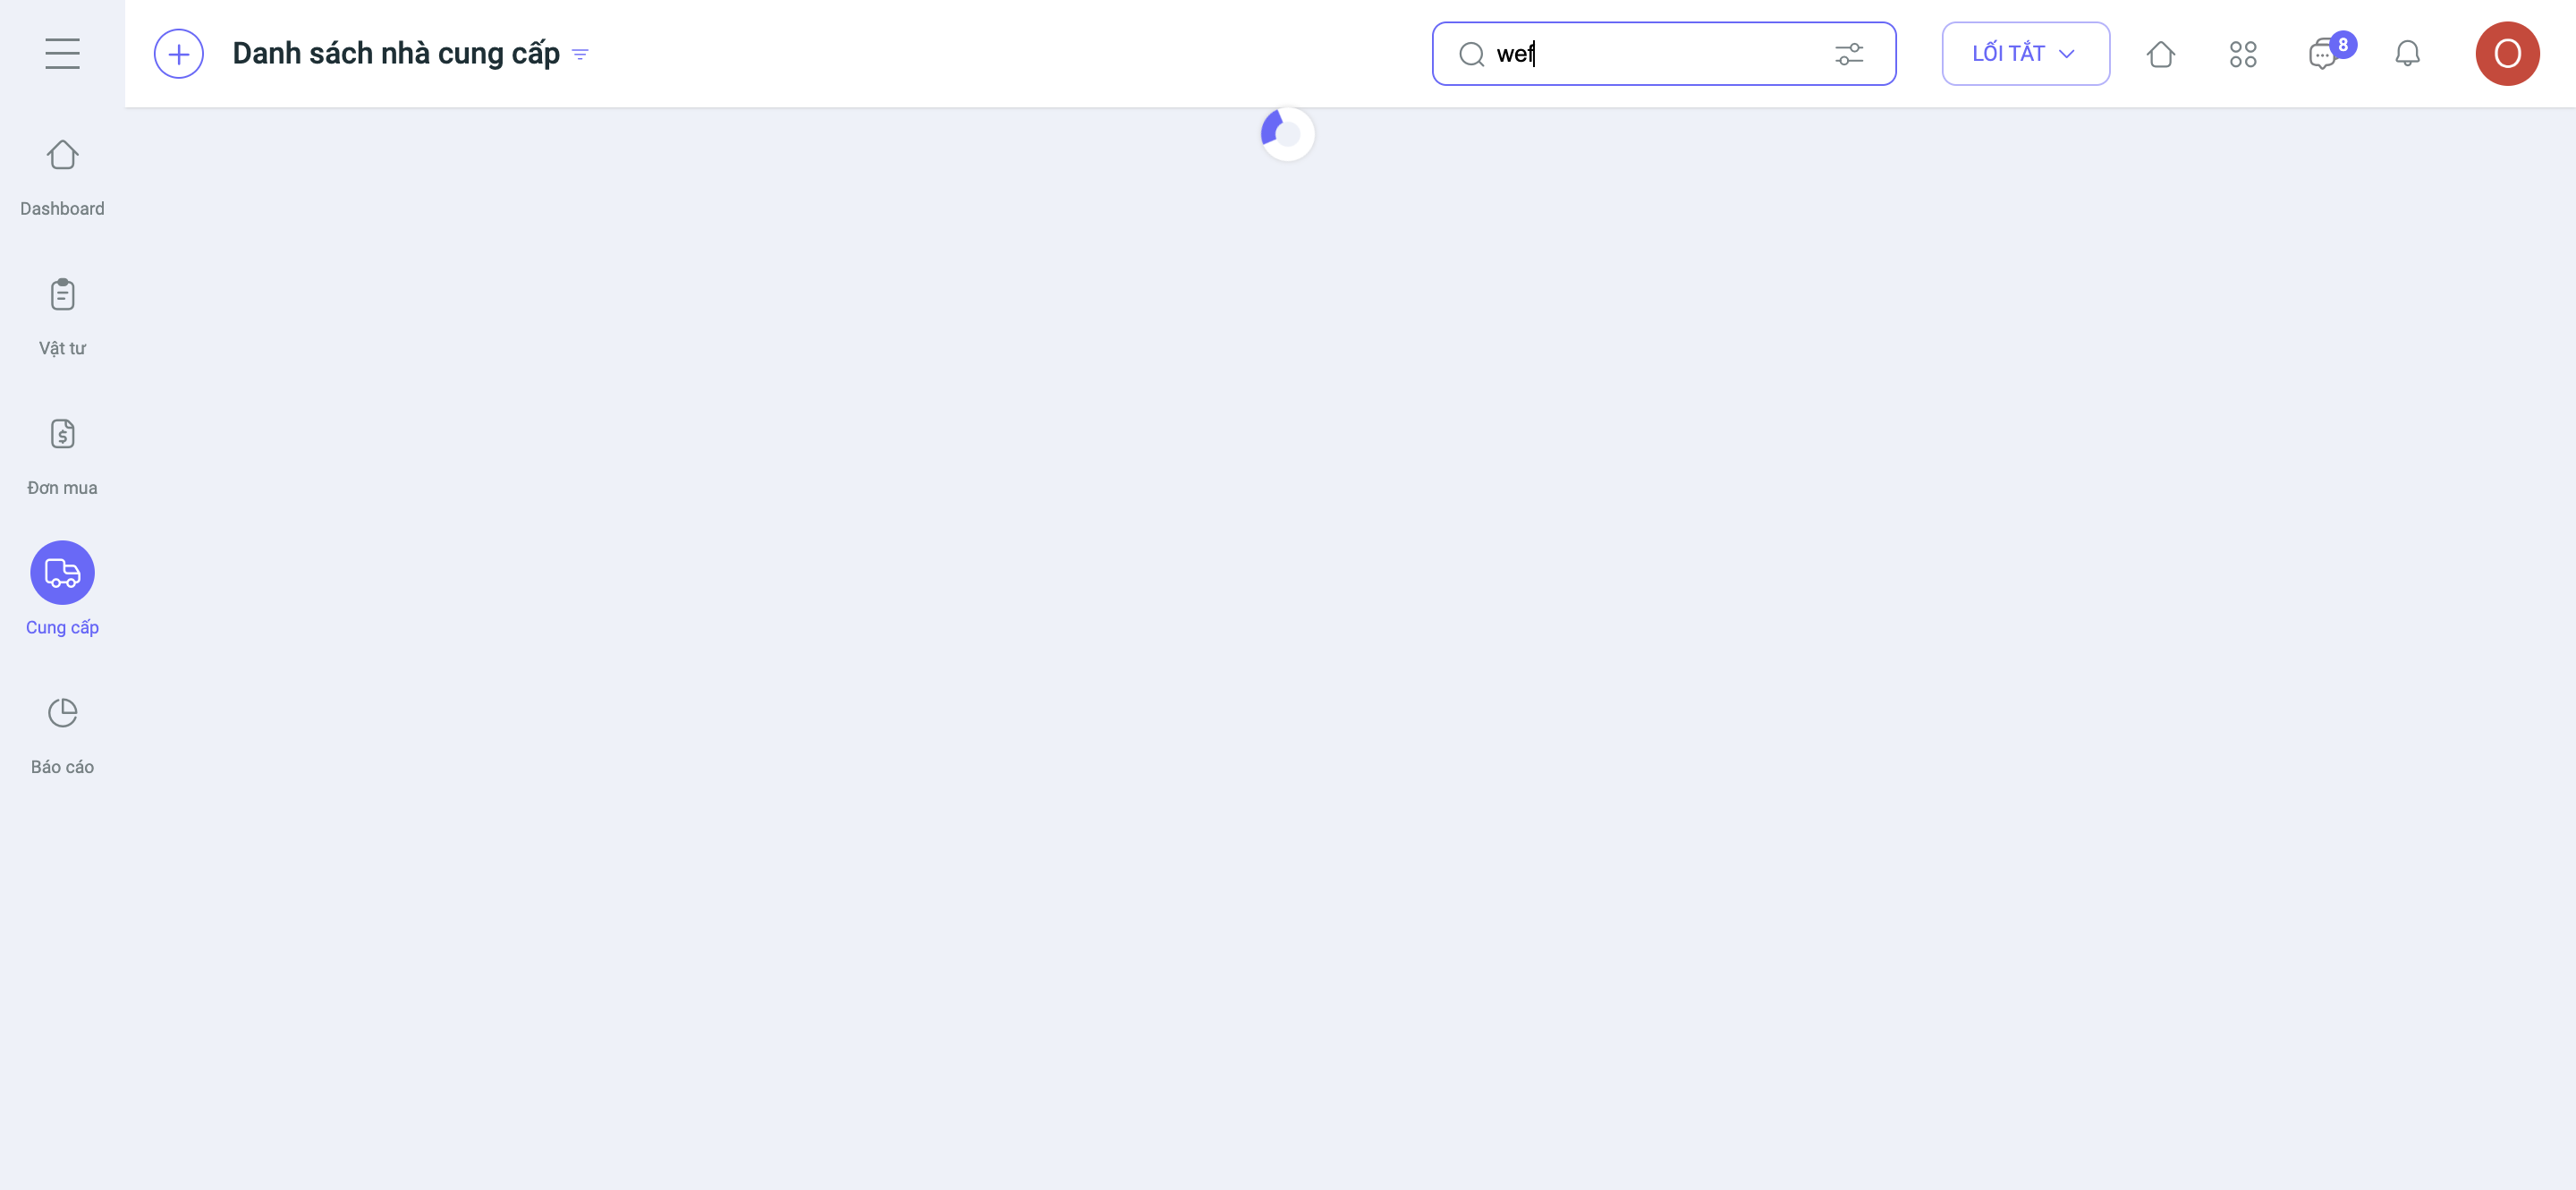 Danh sách nhà cung cấp
wef
LỐI TẮT
8
O
Dashboard
Vật tư
Đơn mua
Cung cấp
Báo cáo